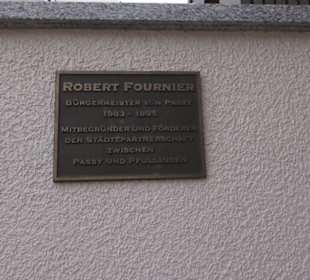 ROBERT FOURNIER
BÜRGERMEISTER VON PASSY
1983 - 1995
MITBEGRÜNDER UND FÖRDERER
DER STÄDTEPARTNERSCHAFT
ZWISCHEN
PASSY UND PFULLINGEN